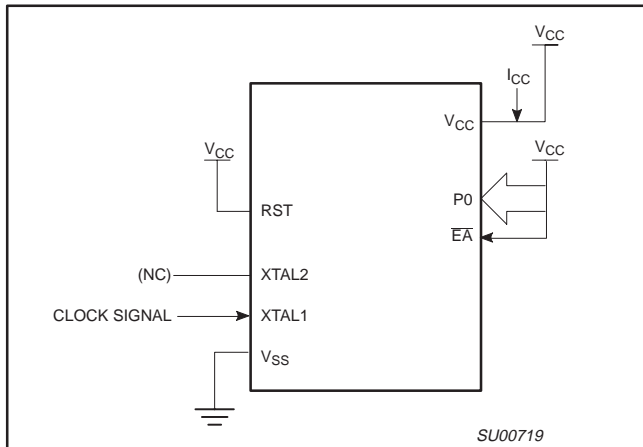 VCC
ICC
VCC
VCC
VCC
RST
P0
EA
(NC)
XTAL2
CLOCK SIGNAL
XTAL1
VSS
SU00719